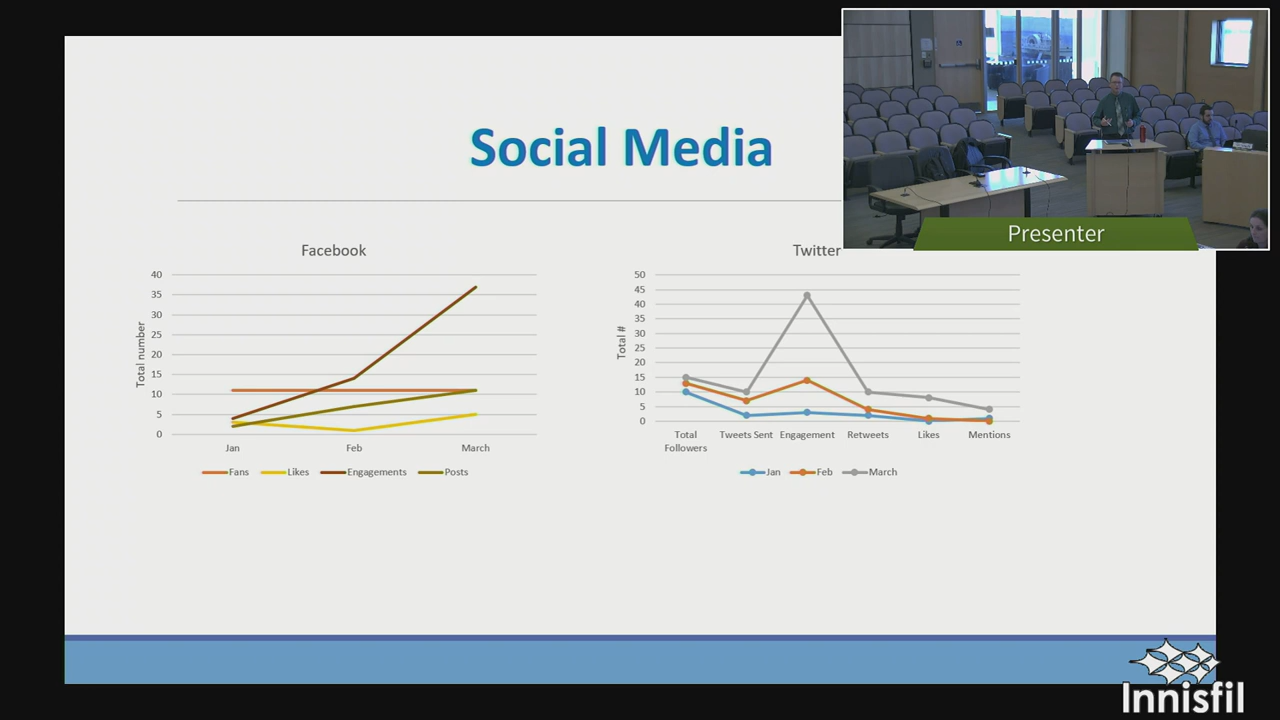 Social Media
Presenter
Facebook
40
35
30
25
20
15
10
5
0
Total number
Jan Feb March
Fans Likes Engagements Posts
Twitter
50
45
40
35
30
25
20
15
10
5
0
Total #
Total Followers Tweets Sent Engagement Retweets Likes Mentions
Jan Feb March
Innisfil